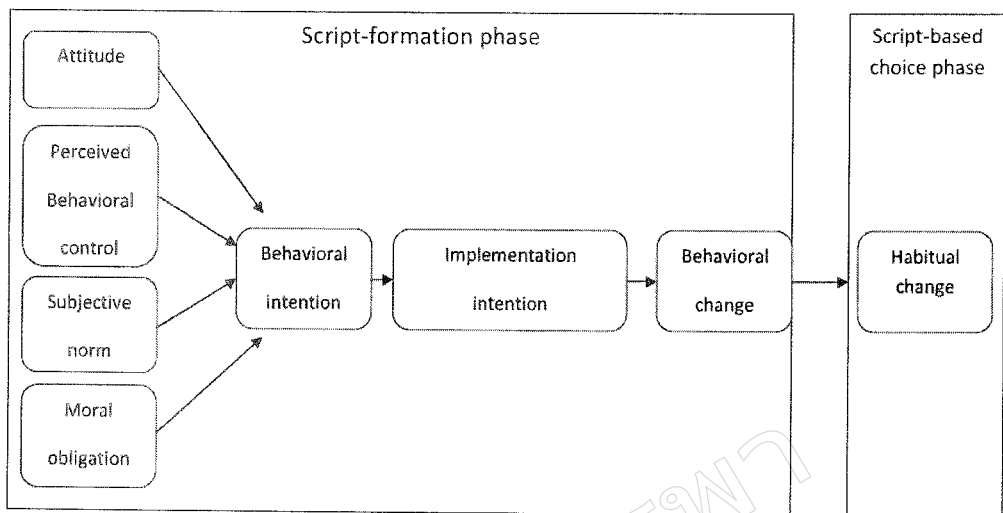 Script-formation phase
Script-based
choice phase
Attitude
Perceived
Behavioral
control
Subjective
norm
Moral
obligation
Behavioral
intention
Implementation
intention
Behavioral
change
Habitual
change